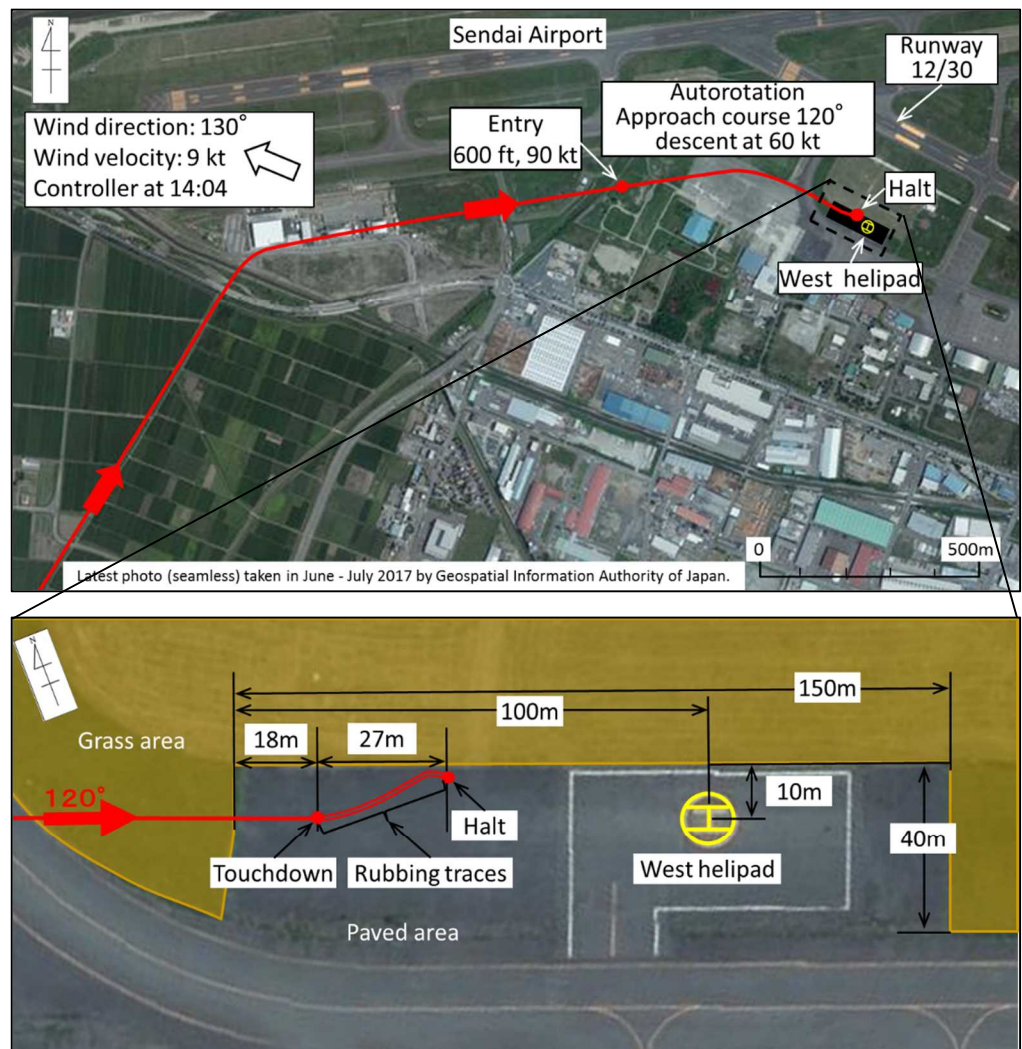 N
Sendai Airport
Runway
12/30
Wind direction: 130°
Wind velocity: 9 kt
Controller at 14:04
Entry
600 ft, 90 kt
Autorotation
Approach course 120°
descent at 60 kt
Halt
West helipad
0
500m
Latest photo (seamless) taken in June - July 2017 by Geospatial Information Authority of Japan.
N
150m
100m
Grass area
18m
27m
120°
10m
Halt
40m
Touchdown
Rubbing traces
West helipad
Paved area